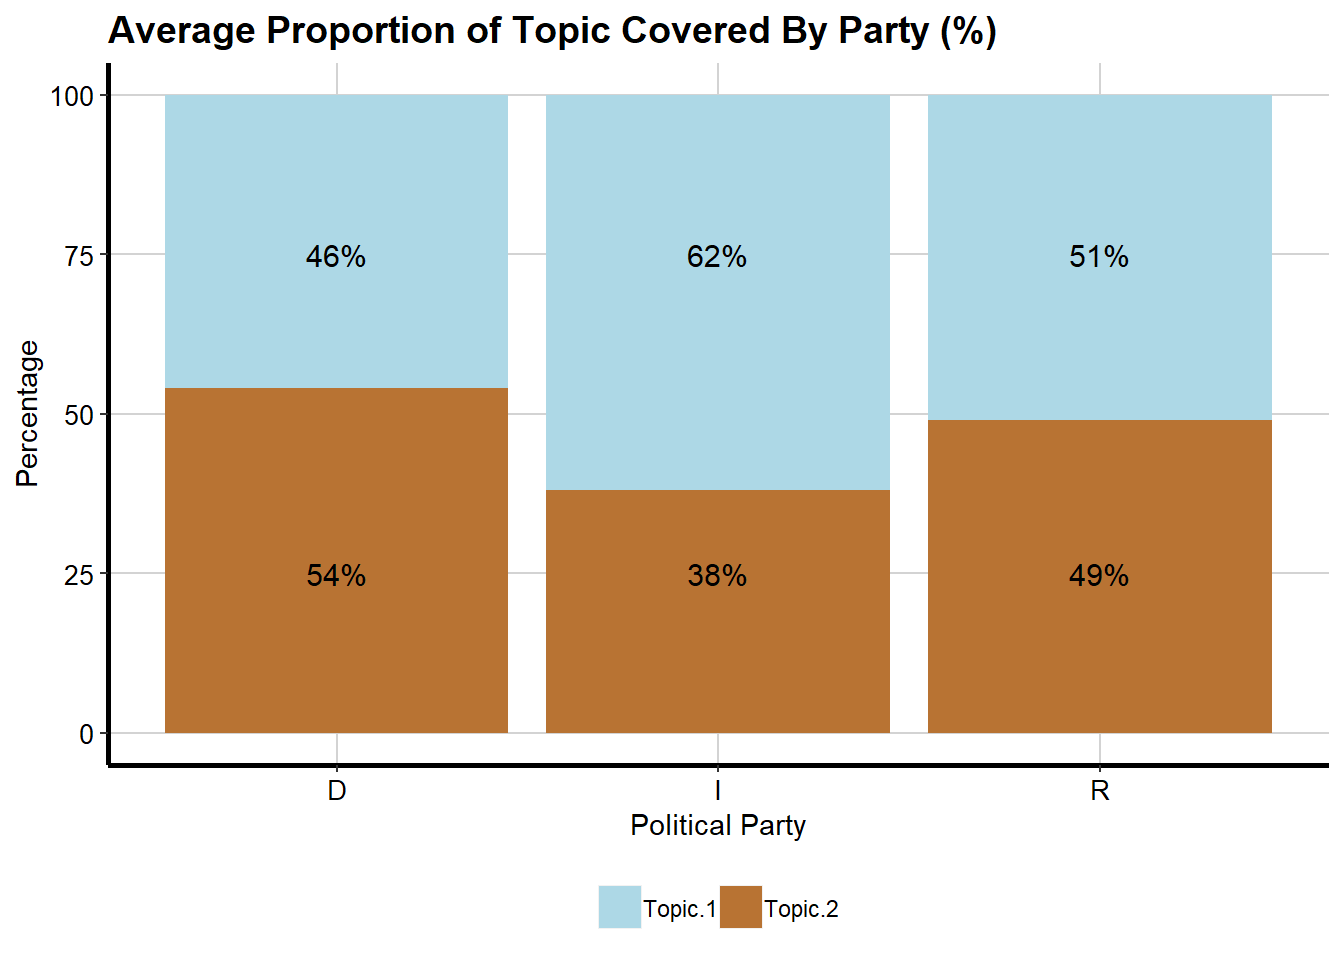 Average Proportion of Topic Covered By Party (%)
100
75
50
25
0
Percentage
46%
62%
51%
54%
38%
49%
D
I
R
Political Party
Topic.1
Topic.2